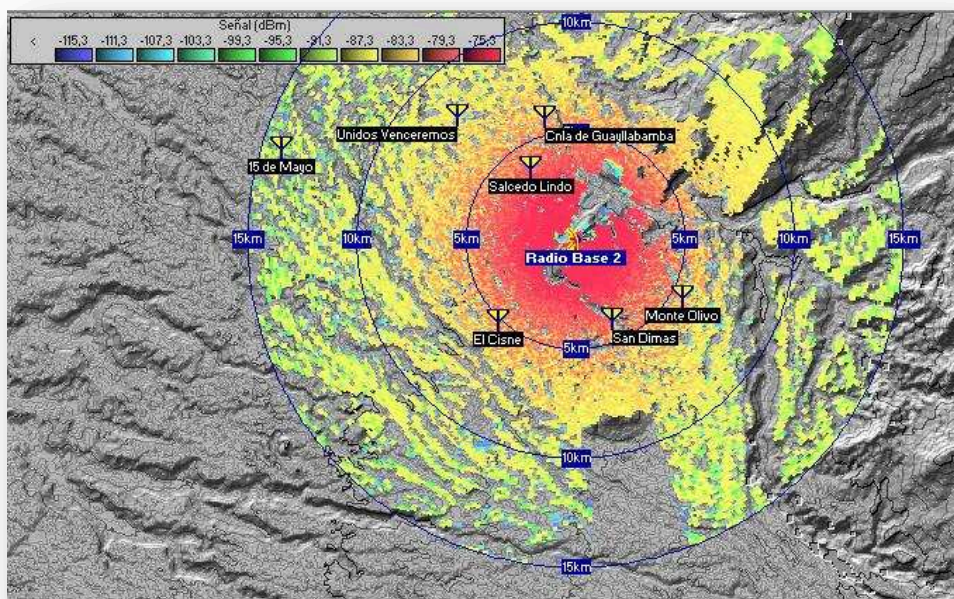 Señal (dBm)
< -115,3 -111,3 -107,3 -103,3 -99,3 -95,3 -91,3 -87,3 -83,3 -79,3 -75,3
10km
Unidos Venceremos
Cnla de Guayllabamba
15 de Mayo
Salcedo Lindo
15km 10km 5km 5km 10km 15km
Radio Base 2
Monte Olivo
El Cisne
San Dimas
5km
10km
15km